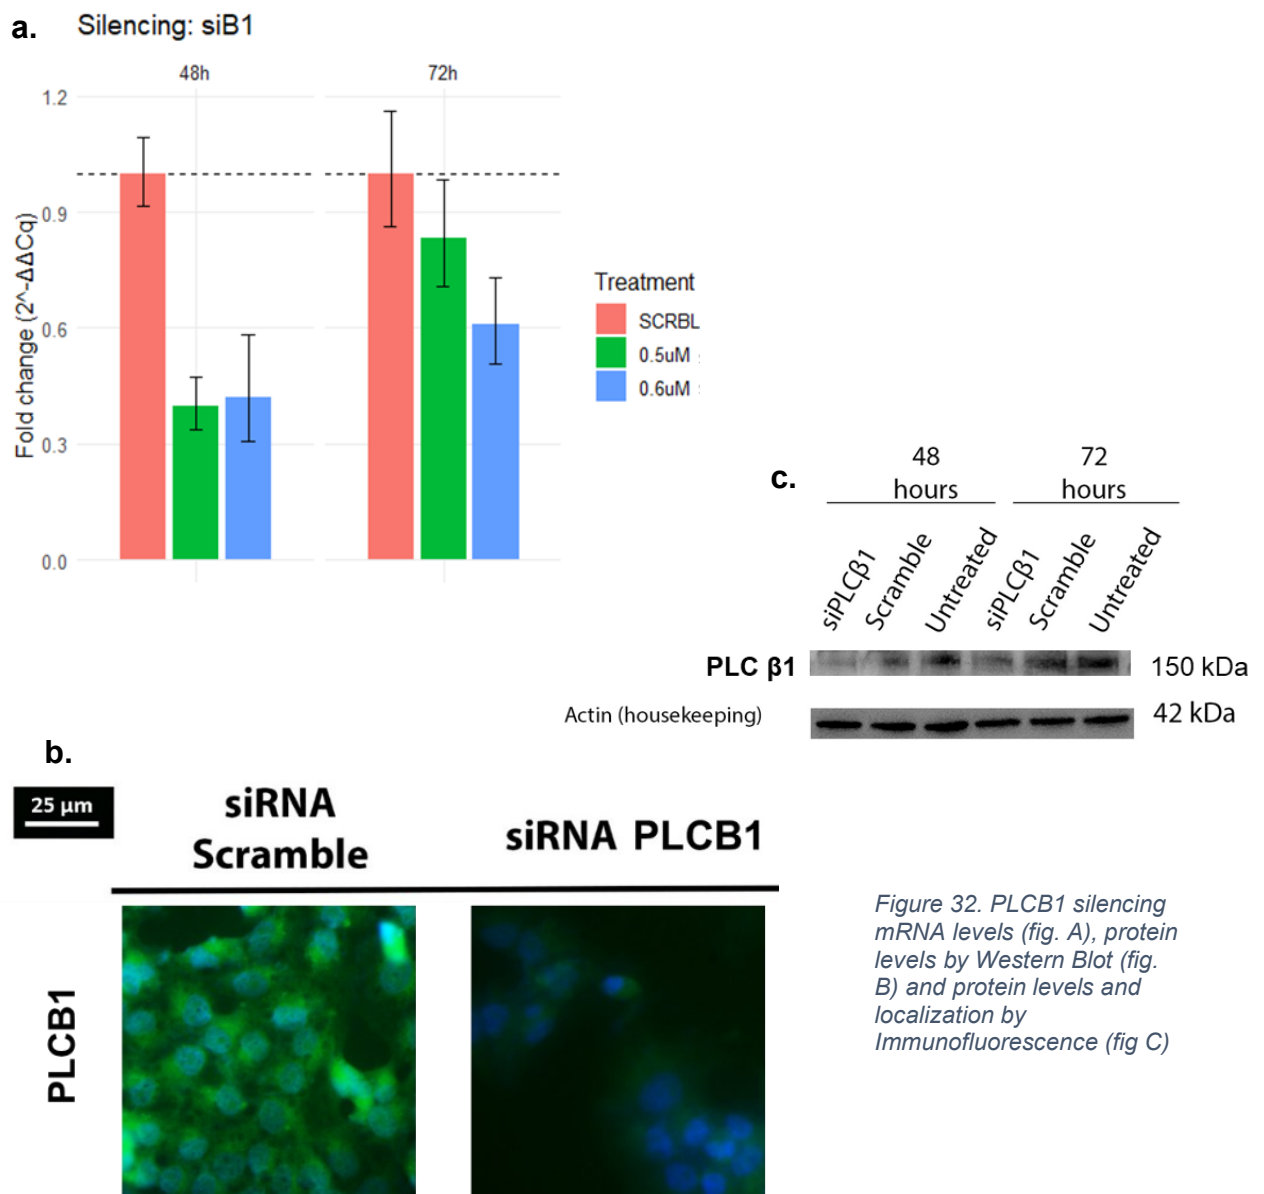 a.
Silencing: siB1
48h
72h
1.2
0.9
0.6
0.3
0.0
Fold change (2^-ΔΔCq)
Treatment
SCRBL
0.5uM
0.6uM
c.
48
hours
72
hours
siPLCβ1
Scramble
Untreated
siPLCβ1
Scramble
Untreated
PLC β1
150 kDa
Actin (housekeeping)
42 kDa
b.
25 µm
siRNA
Scramble
siRNA PLCB1
PLCB1
Figure 32. PLCB1 silencing
mRNA levels (fig. A), protein
levels by Western Blot (fig.
B) and protein levels and
localization by
Immunofluorescence (fig C)